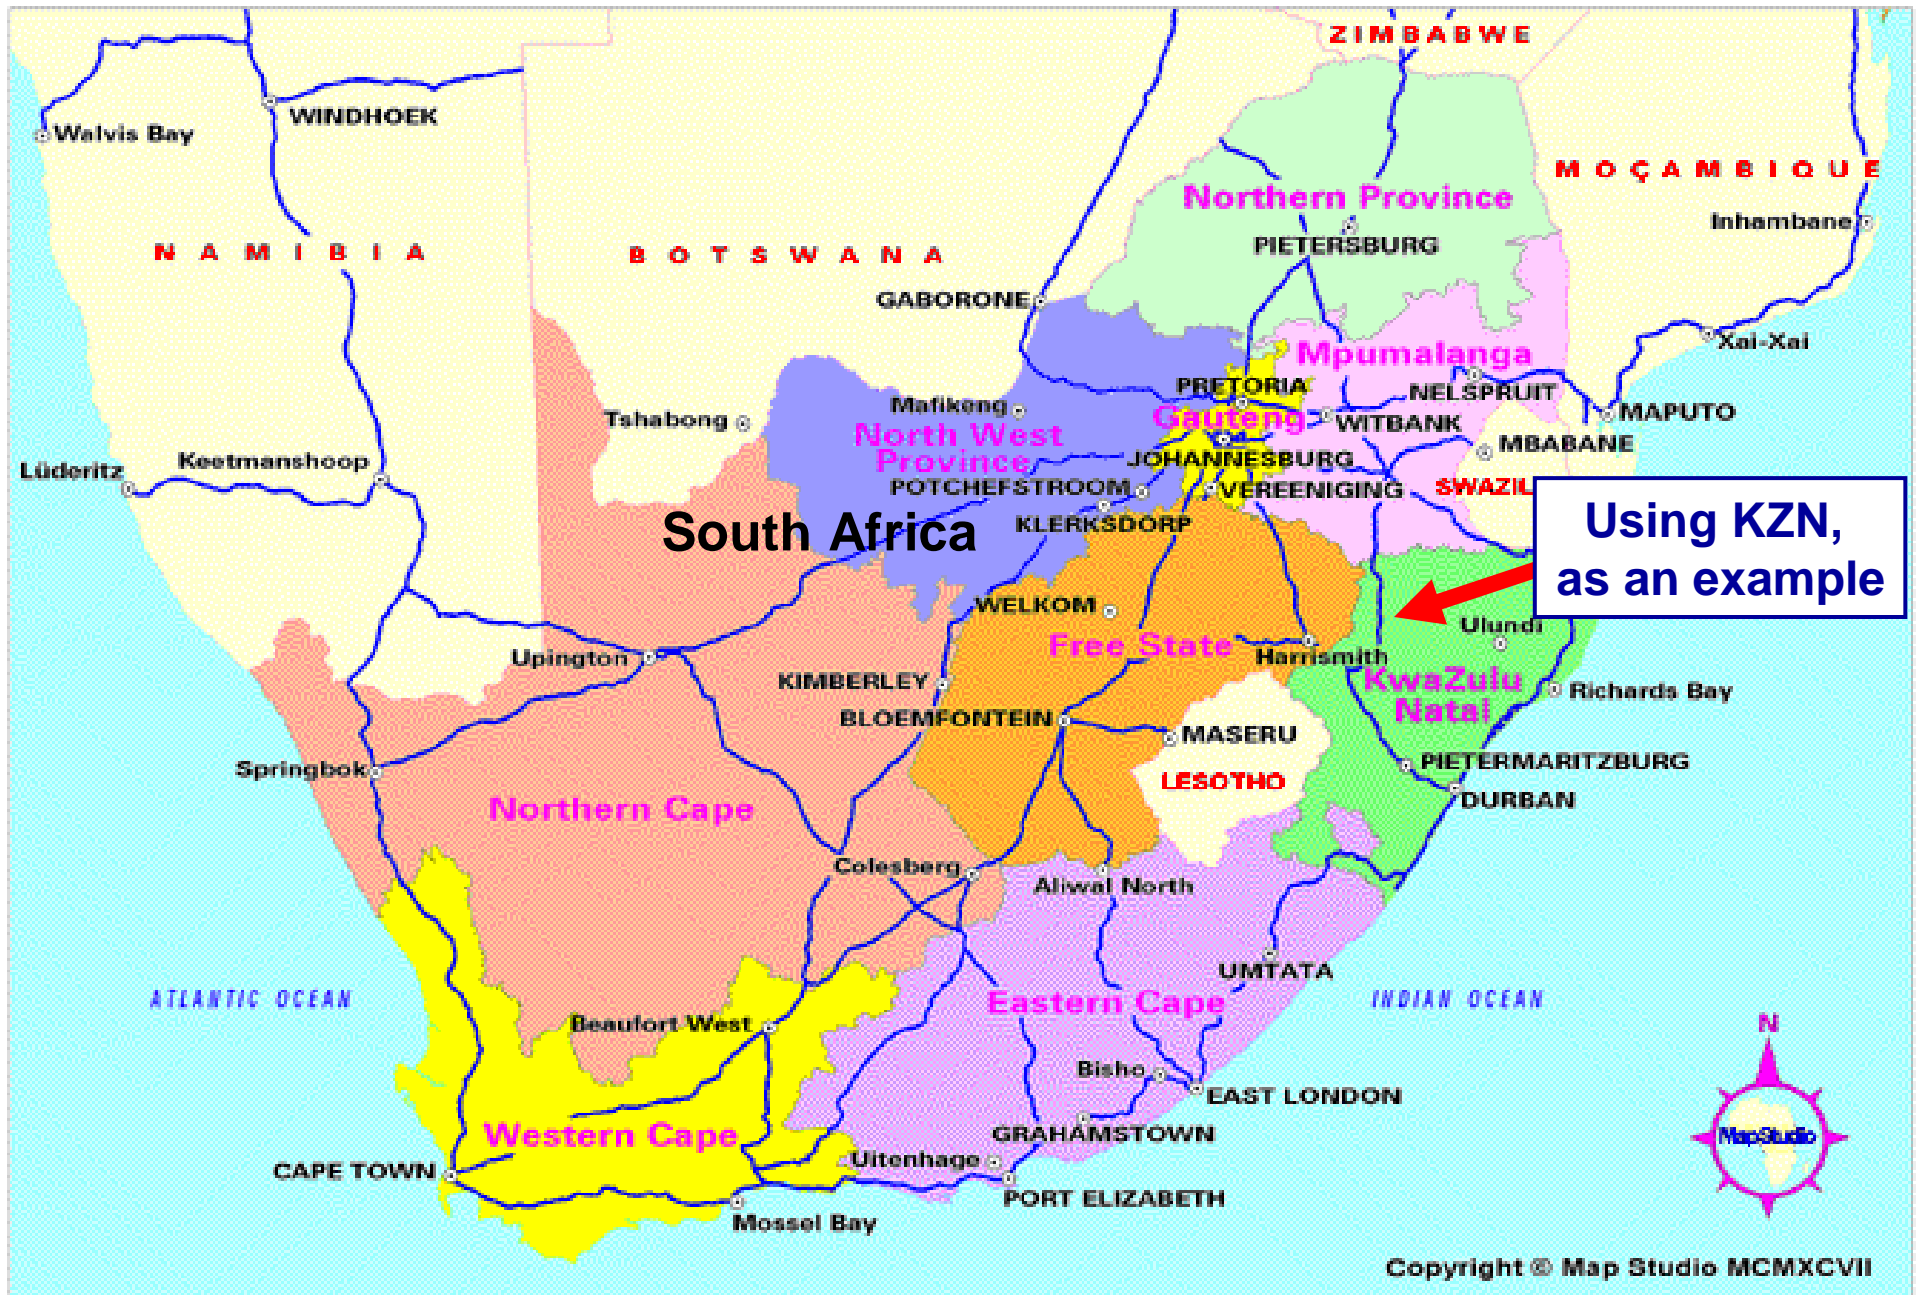 ZIMBABWE
WINDHOEK
Walvis Bay
MOÇAMBIQUE
Northern Province
Inhambane
PIETERSBURG
NAMIBIA
BOTSWANA
GABORONE
Xai-Xai
Mpumalanga
PRETORIA
NELSPRUIT
Mafikeng
Gauteng
MAPUTO
Tshabong
WITBANK
North West
Province
MBABANE
Keetmanshoop
Lüderitz
JOHANNESBURG
POTCHEFSTROOM
VEREENIGING
SWAZIL
KLERKSDORP
South Africa
Using KZN,
as an example
WELKOM
Ulundi
Free State
Harrismith
Upington
KIMBERLEY
KwaZulu
Natal
Richards Bay
BLOEMFONTEIN
MASERU
PIETERMARITZBURG
Springbok
LESOTHO
DURBAN
Northern Cape
Colesberg
Aliwal North
UMTATA
ATLANTIC OCEAN
INDIAN OCEAN
Eastern Cape
Beaufort West
N
Bisho
EAST LONDON
GRAHAMSTOWN
Western Cape
MapStudio
Uitenhage
CAPE TOWN
PORT ELIZABETH
Mossel Bay
Copyright © Map Studio MCMXCVII